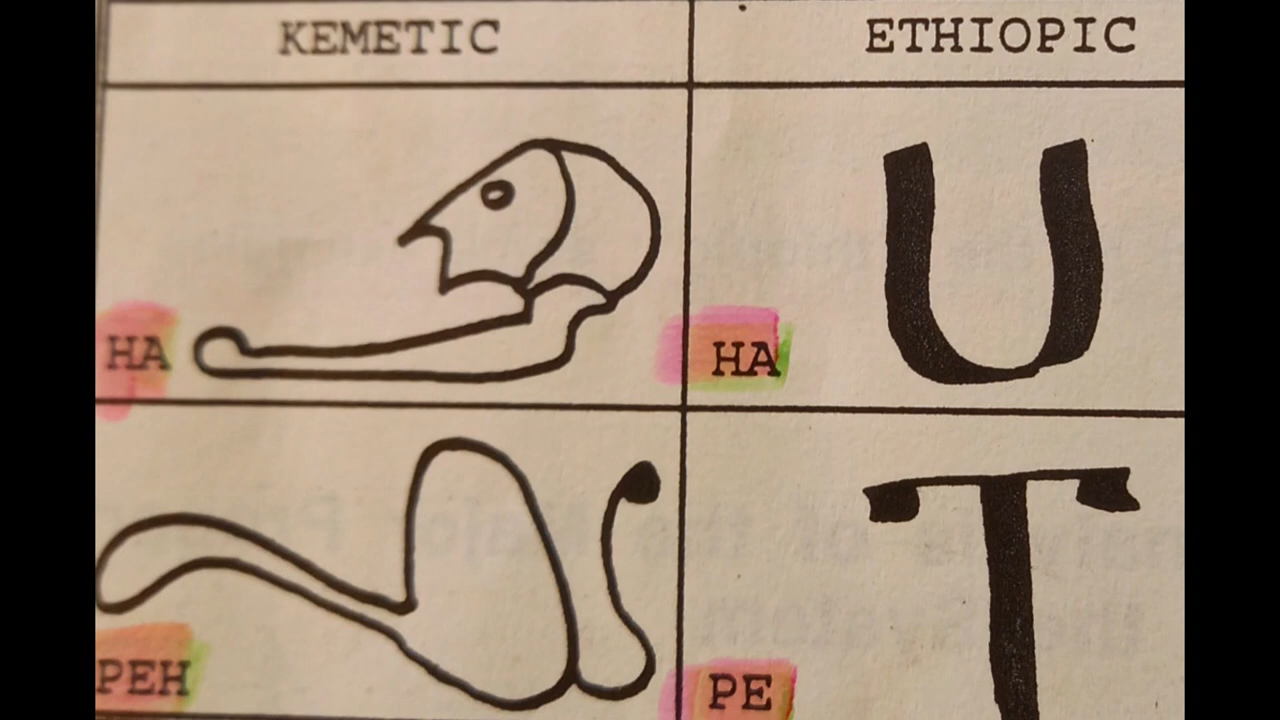 KEMETIC ETHIOPIC
HA 𓄂 HA ሀ
PEH 𓄖 PE ፐ